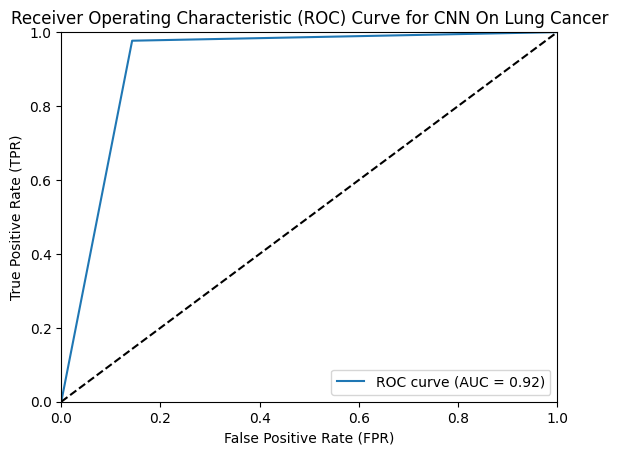 Receiver Operating Characteristic (ROC) Curve for CNN On Lung Cancer
1.0
0.8
0.6
0.4
0.2
0.0
True Positive Rate (TPR)
ROC curve (AUC = 0.92)
0.0 0.2 0.4 0.6 0.8 1.0
False Positive Rate (FPR)